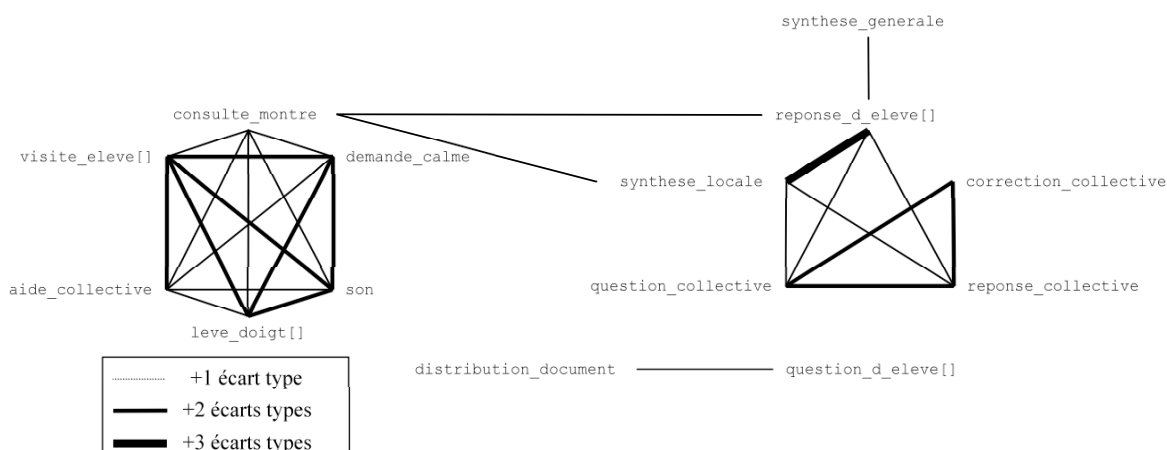 synthese_generale
consulte_montre
reponse_d_eleve[]
visite_eleve[]
demande_calme
synthese_locale
correction_collective
aide_collective
son
question_collective
reponse_collective
leve_doigt[]
distribution_document
question_d_eleve[]
+1 écart type
+2 écarts types
+3 écarts types